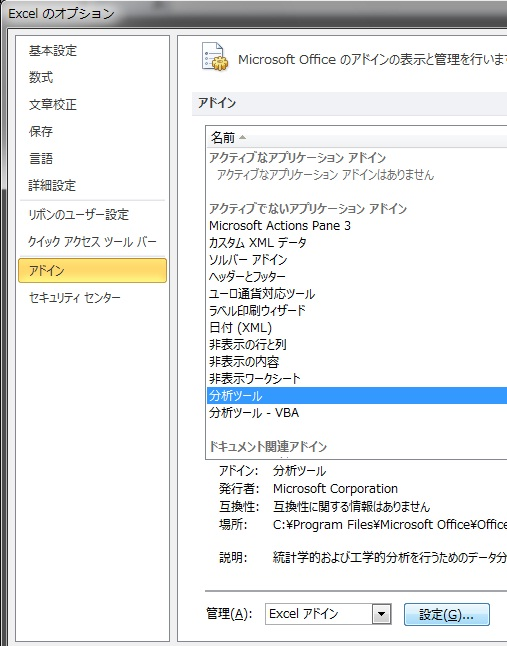 Excel のオプション
基本設定
数式
文章校正
保存
言語
詳細設定
リボンのユーザー設定
クイック アクセス ツール バー
アドイン
セキュリティ センター
Microsoft Office のアドインの表示と管理を行いま
アドイン
名前
アクティブなアプリケーション アドイン
アクティブなアプリケーション アドインはありません
アクティブでないアプリケーション アドイン
Microsoft Actions Pane 3
カスタム XML データ
ソルバー アドイン
ヘッダーとフッター
ユーロ通貨対応ツール
ラベル印刷ウィザード
日付 (XML)
非表示の行と列
非表示の内容
非表示ワークシート
分析ツール
分析ツール - VBA
ドキュメント関連アドイン
アドイン: 分析ツール
発行者: Microsoft Corporation
互換性: 互換性に関する情報はありません
場所: C:¥Program Files¥Microsoft Office¥Office
説明: 統計学的および工学的分析を行うためのデータ分
管理(A): Excel アドイン 設定(G)...